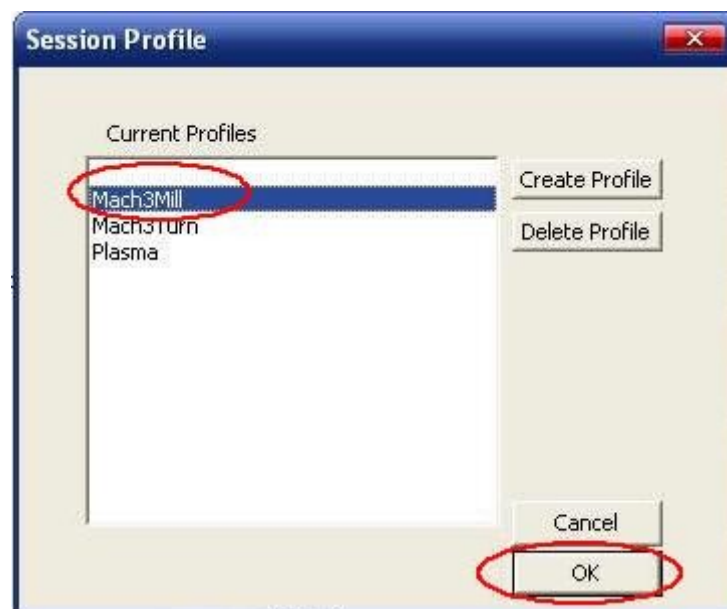 Session Profile
Current Profiles
Create Profile
Mach3Mill
Mach3Turn
Delete Profile
Plasma
Cancel
OK